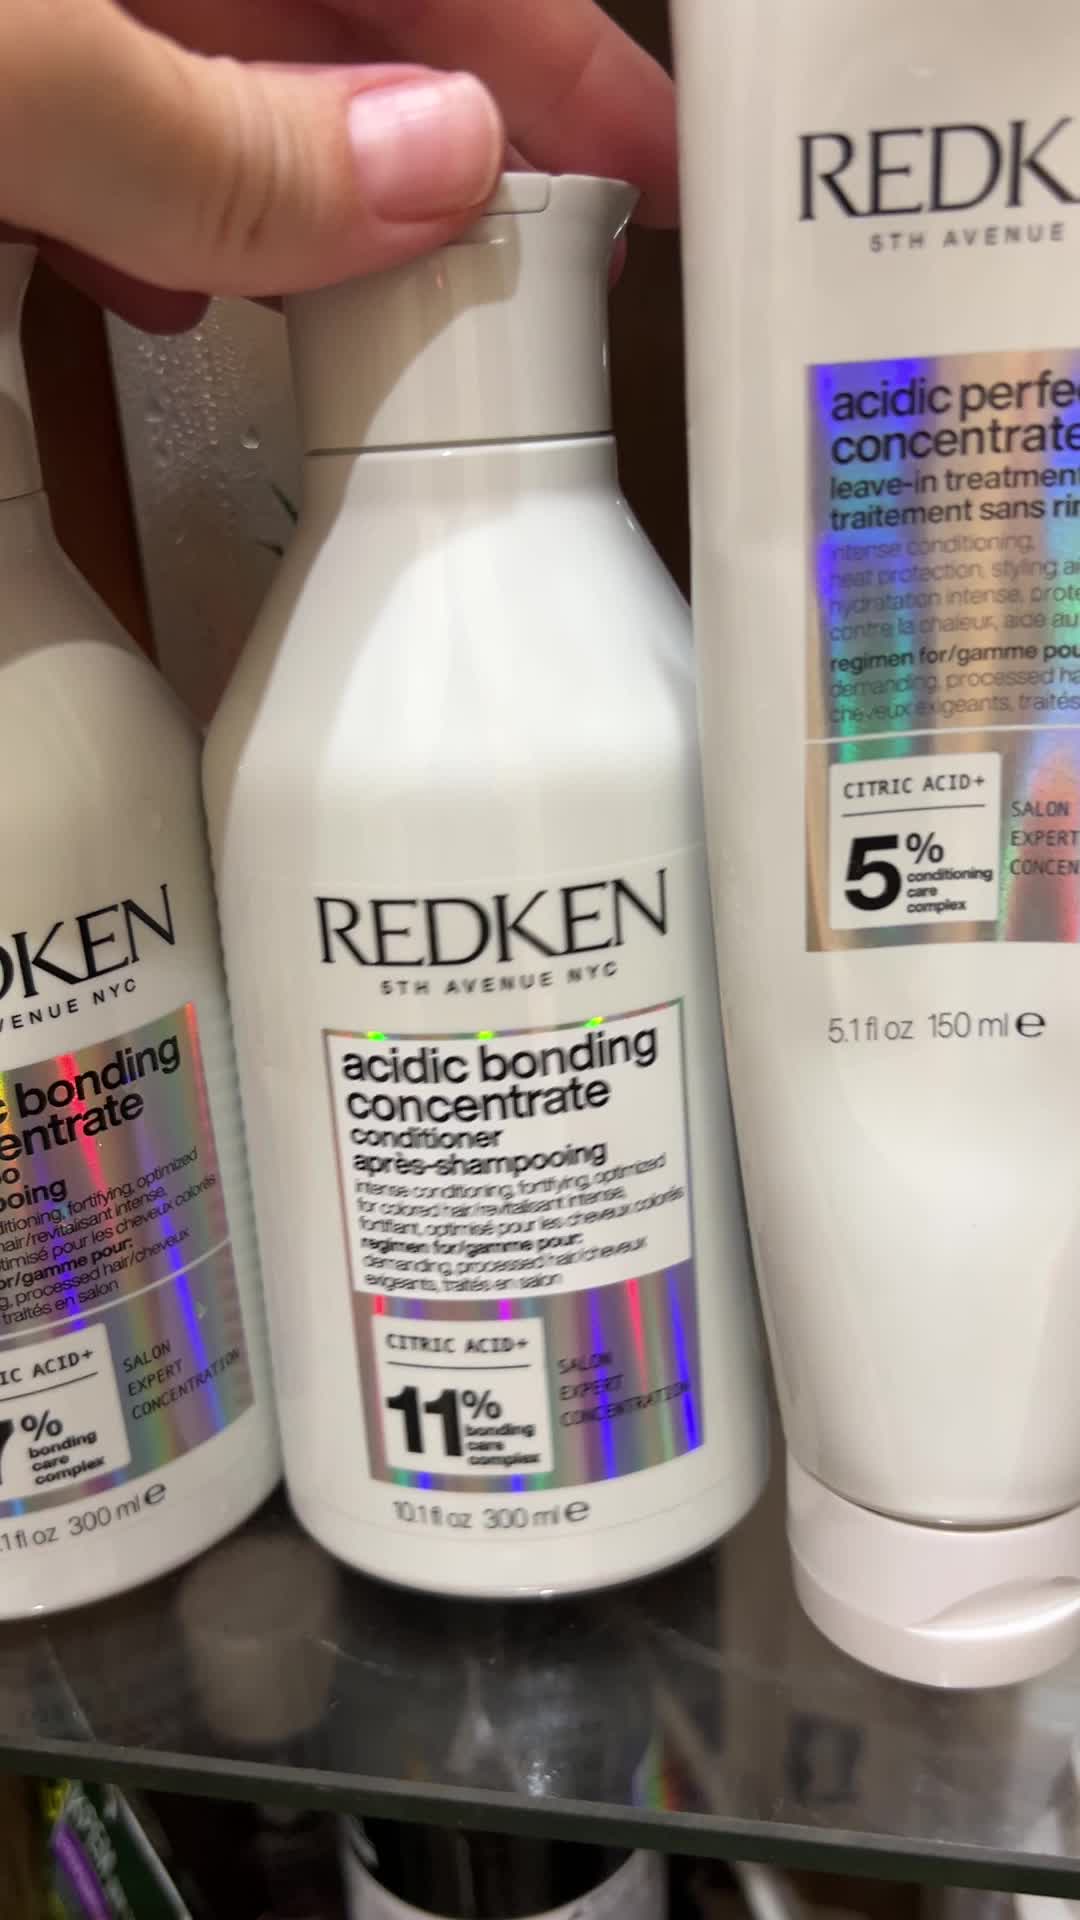 DKEN
VENUE NYC
bonding
entrate
ooing
ditioning, fortifying, optimized
hair/revitalisant intense,
timisé pour les cheveux colorés
or/gamme pour:
g, processed hair/cheveux
traités en salon
IC ACID+
7%
bonding
care
complex
SALON
EXPERT
CONCENTRATION
.1 fl oz 300 ml e
REDKEN
5TH AVENUE NYC
acidic bonding
concentrate
conditioner
après-shampooing
intense conditioning, fortifying, optimized
for colored hair/revitalisant intense,
fortifiant, optimisé pour les cheveux colorés
regimen for/gamme pour:
demanding, processed hair/cheveux
exigeants, traités en salon
CITRIC ACID+
11%
bonding
care
complex
SALON
EXPERT
CONCENTRATION
10.1 fl oz 300 ml e
REDK
5TH AVENUE
acidic perfe
concentrate
leave-in treatment
traitement sans rin
intense conditioning,
heat protection, styling ai
hydratation intense, prote
contre la chaleur, aide au
regimen for/gamme pou
demanding, processed ha
cheveux exigeants, traités
CITRIC ACID+
5%
conditioning
care
complex
SALON
EXPERT
CONCEN
5.1 fl oz 150 ml e